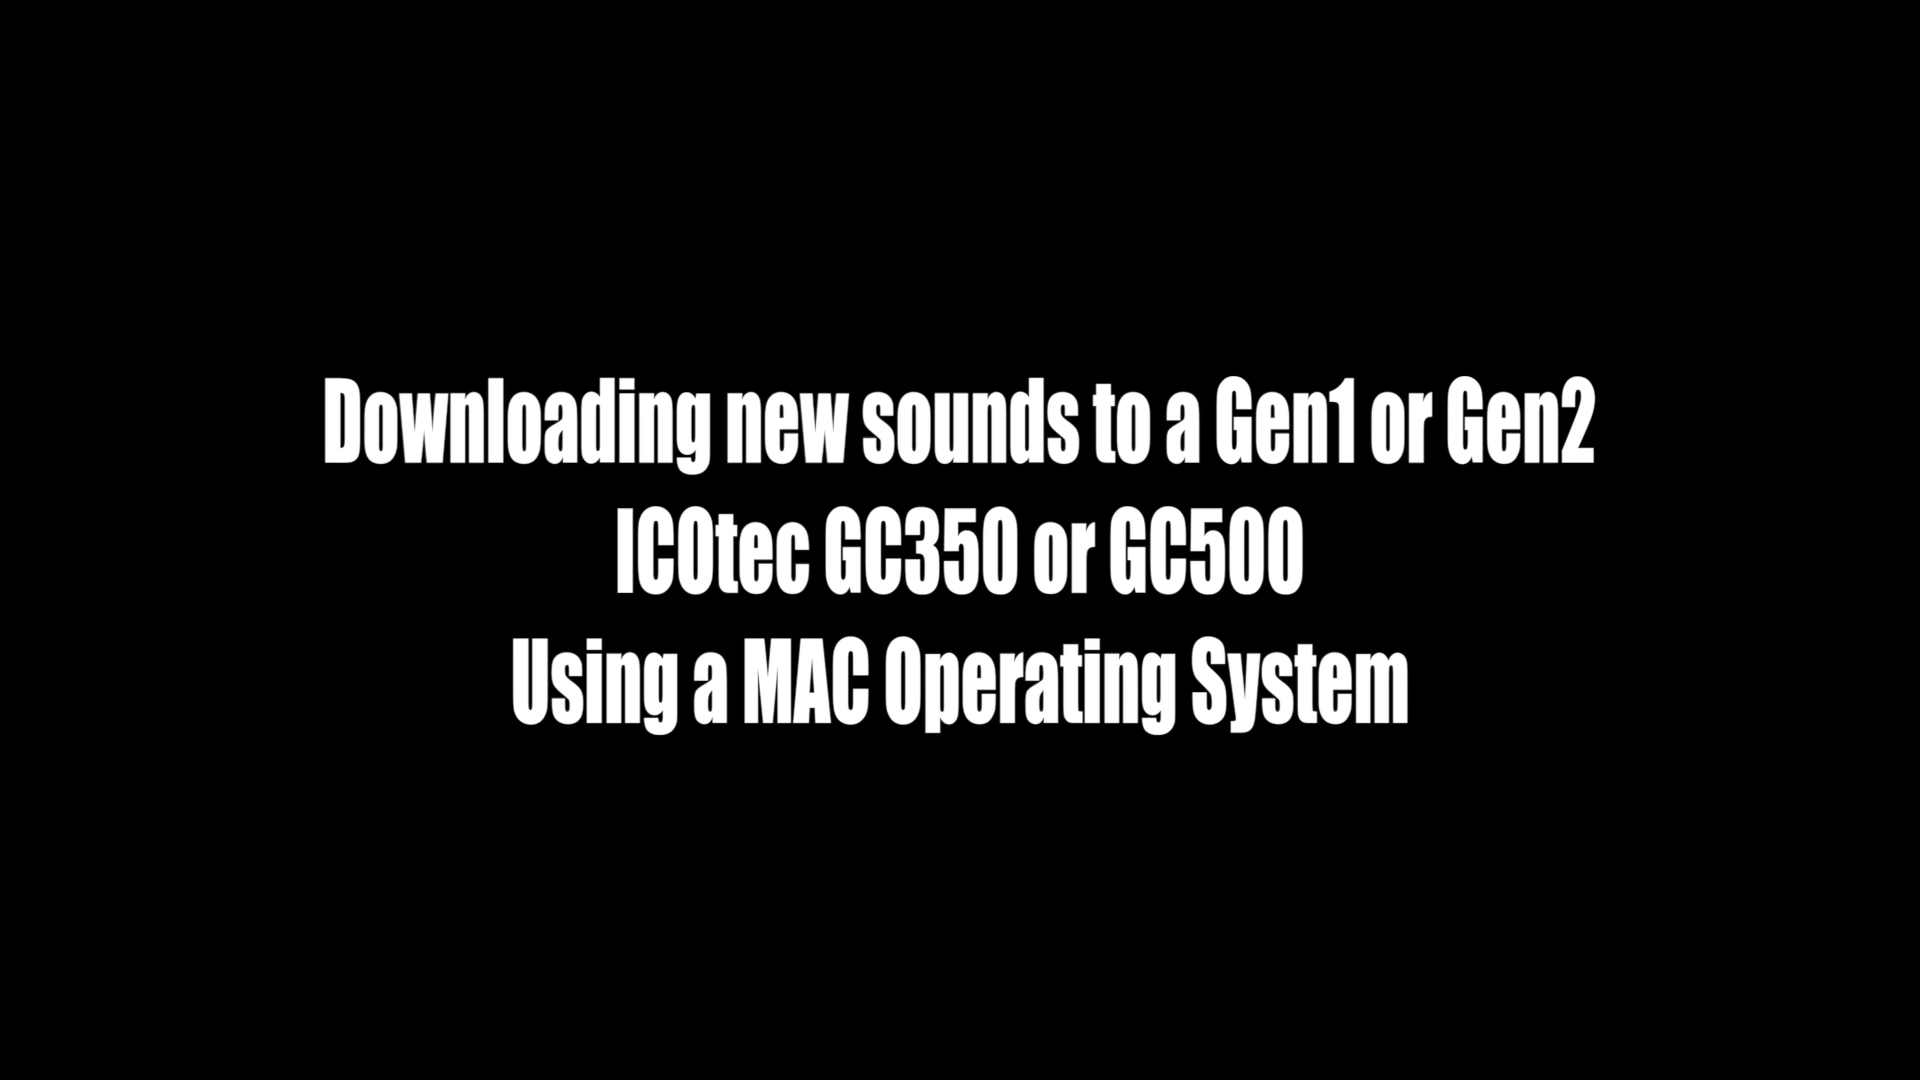 Downloading new sounds to a Gen1 or Gen2
ICOtec GC350 or GC500
Using a MAC Operating System